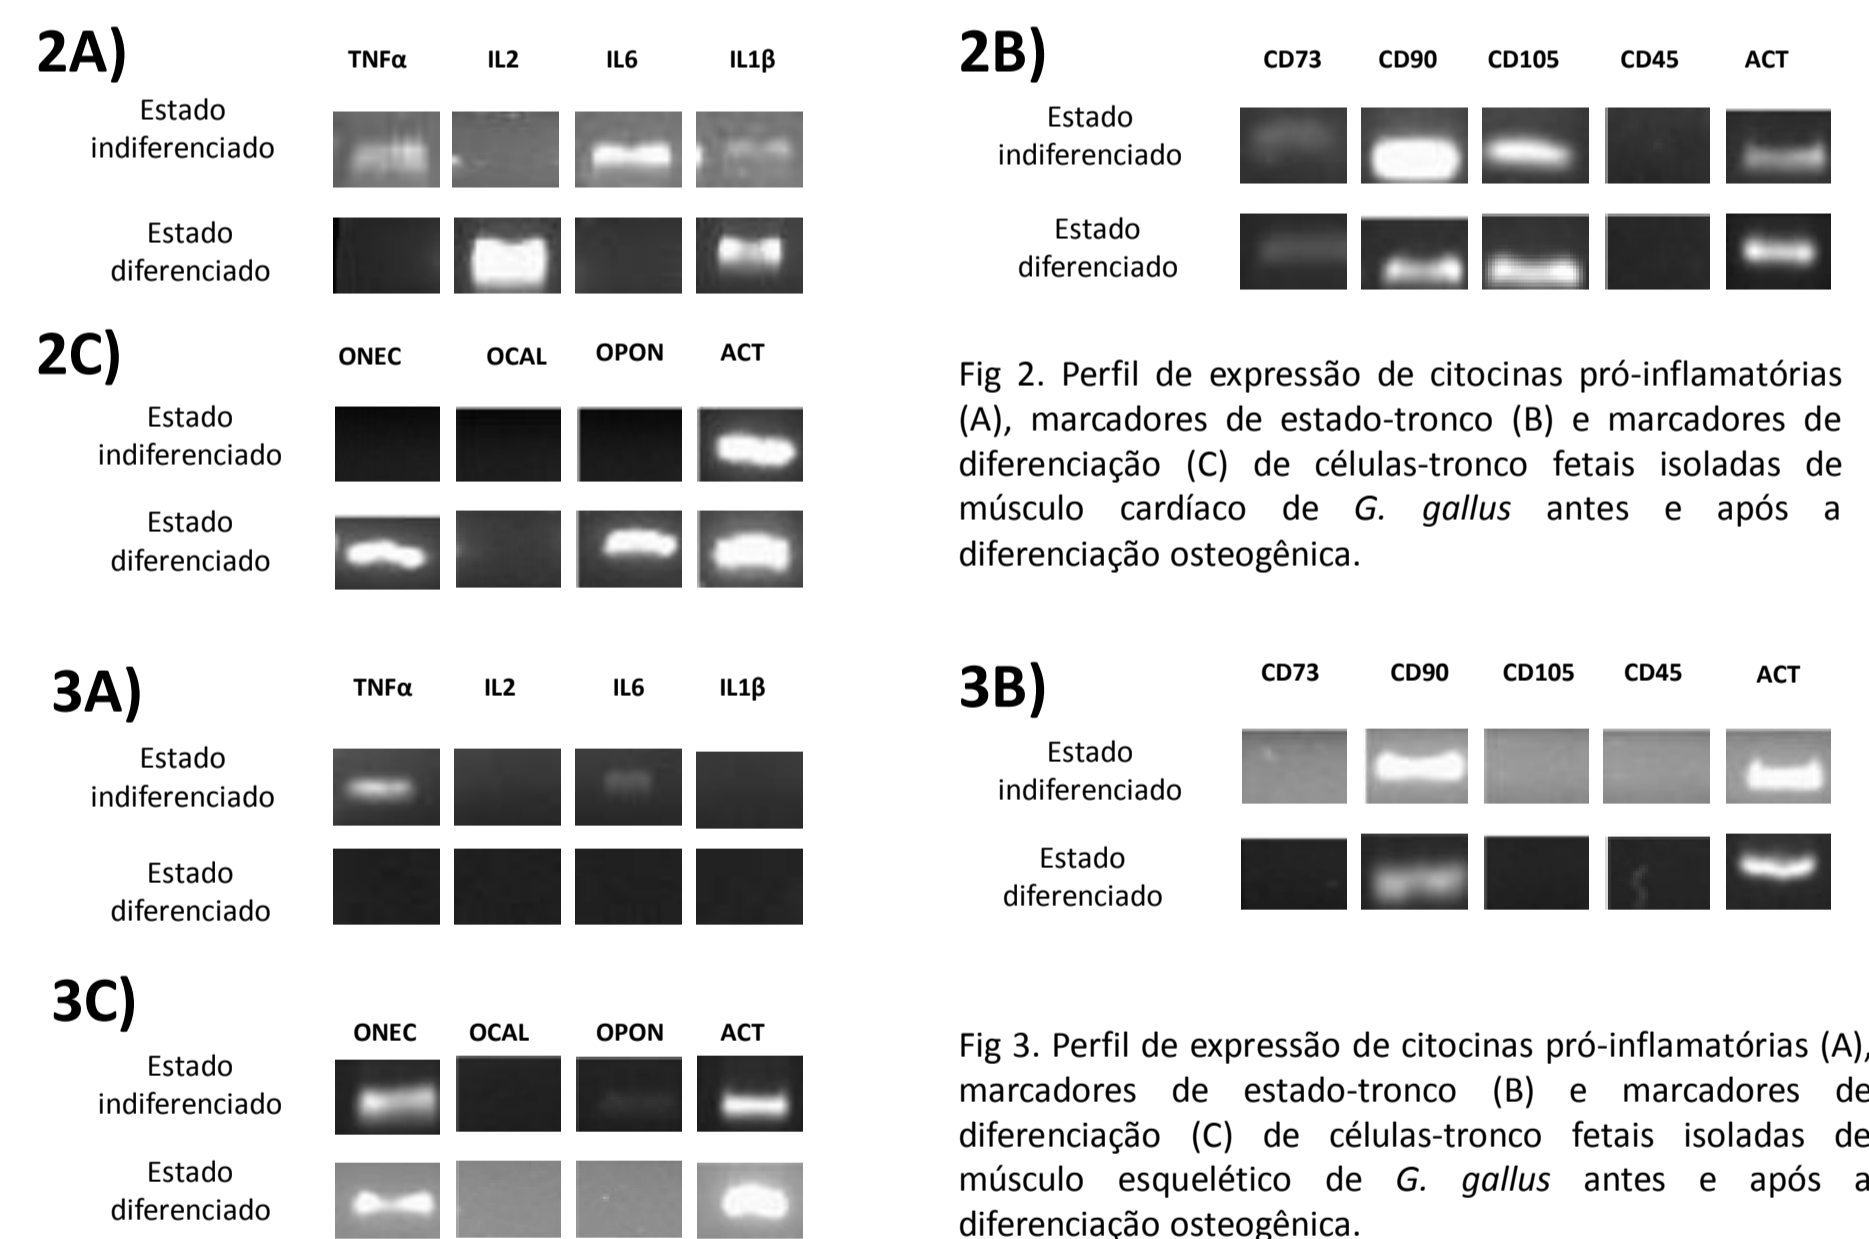 2A)
TNFα IL2 IL6 IL1β
Estado
indiferenciado
Estado
diferenciado
2B)
CD73 CD90 CD105 CD45 ACT
Estado
indiferenciado
Estado
diferenciado
2C)
ONEC OCAL OPON ACT
Estado
indiferenciado
Estado
diferenciado
Fig 2. Perfil de expressão de citocinas pró-inflamatórias
(A), marcadores de estado-tronco (B) e marcadores de
diferenciação (C) de células-tronco fetais isoladas de
músculo cardíaco de G. gallus antes e após a
diferenciação osteogênica.
3A)
TNFα IL2 IL6 IL1β
Estado
indiferenciado
Estado
diferenciado
3B)
CD73 CD90 CD105 CD45 ACT
Estado
indiferenciado
Estado
diferenciado
3C)
ONEC OCAL OPON ACT
Estado
indiferenciado
Estado
diferenciado
Fig 3. Perfil de expressão de citocinas pró-inflamatórias (A),
marcadores de estado-tronco (B) e marcadores de
diferenciação (C) de células-tronco fetais isoladas de
músculo esquelético de G. gallus antes e após a
diferenciação osteogênica.